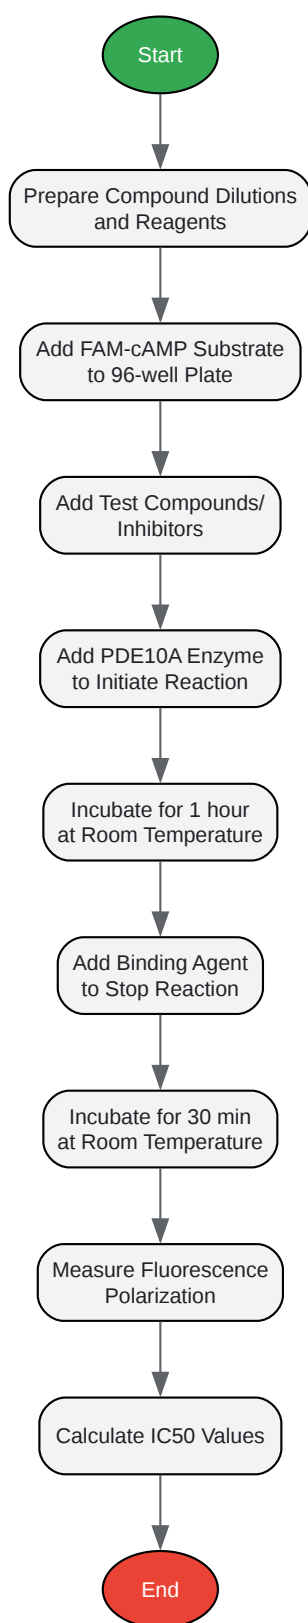 Start
Prepare Compound Dilutions
and Reagents
Add FAM-cAMP Substrate
to 96-well Plate
Add Test Compounds/
Inhibitors
Add PDE10A Enzyme
to Initiate Reaction
Incubate for 1 hour
at Room Temperature
Add Binding Agent
to Stop Reaction
Incubate for 30 min
at Room Temperature
Measure Fluorescence
Polarization
Calculate IC50 Values
End